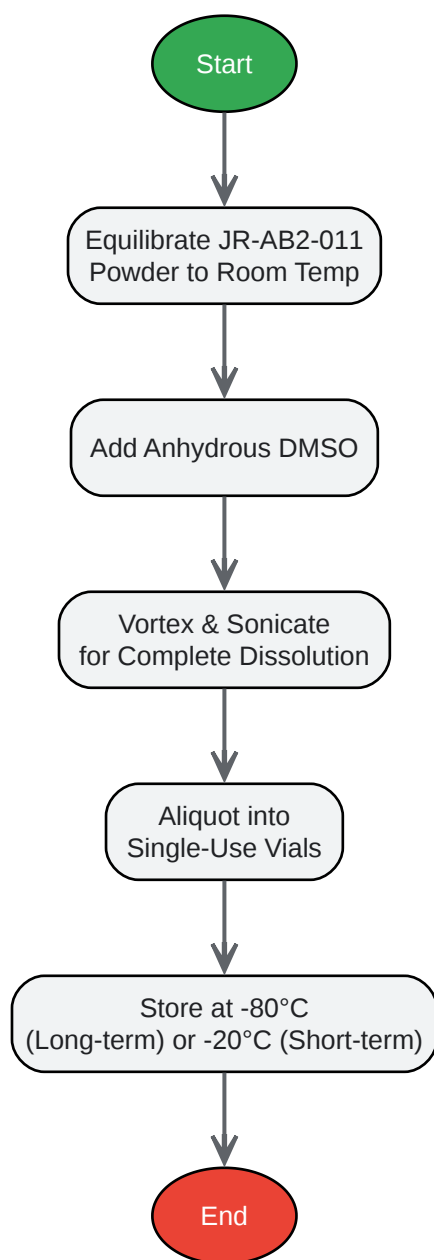 Start
Equilibrate JR-AB2-011
Powder to Room Temp
Add Anhydrous DMSO
Vortex & Sonicate
for Complete Dissolution
Aliquot into
Single-Use Vials
Store at -80°C
(Long-term) or -20°C (Short-term)
End